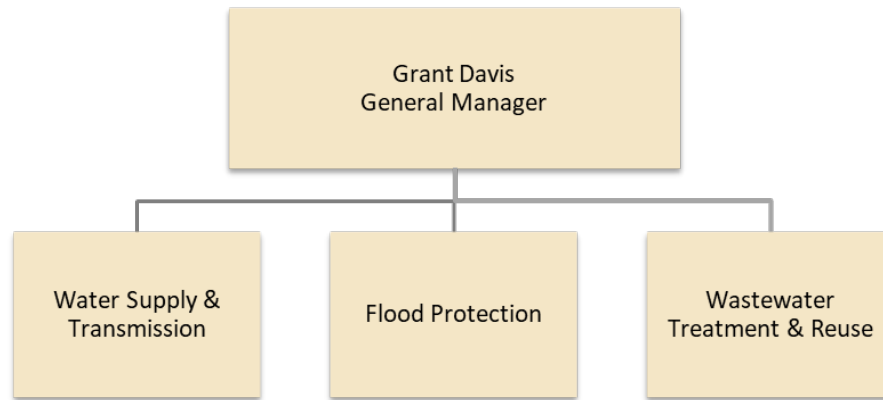 Grant Davis
General Manager
Water Supply &
Transmission
Flood Protection
Wastewater
Treatment & Reuse